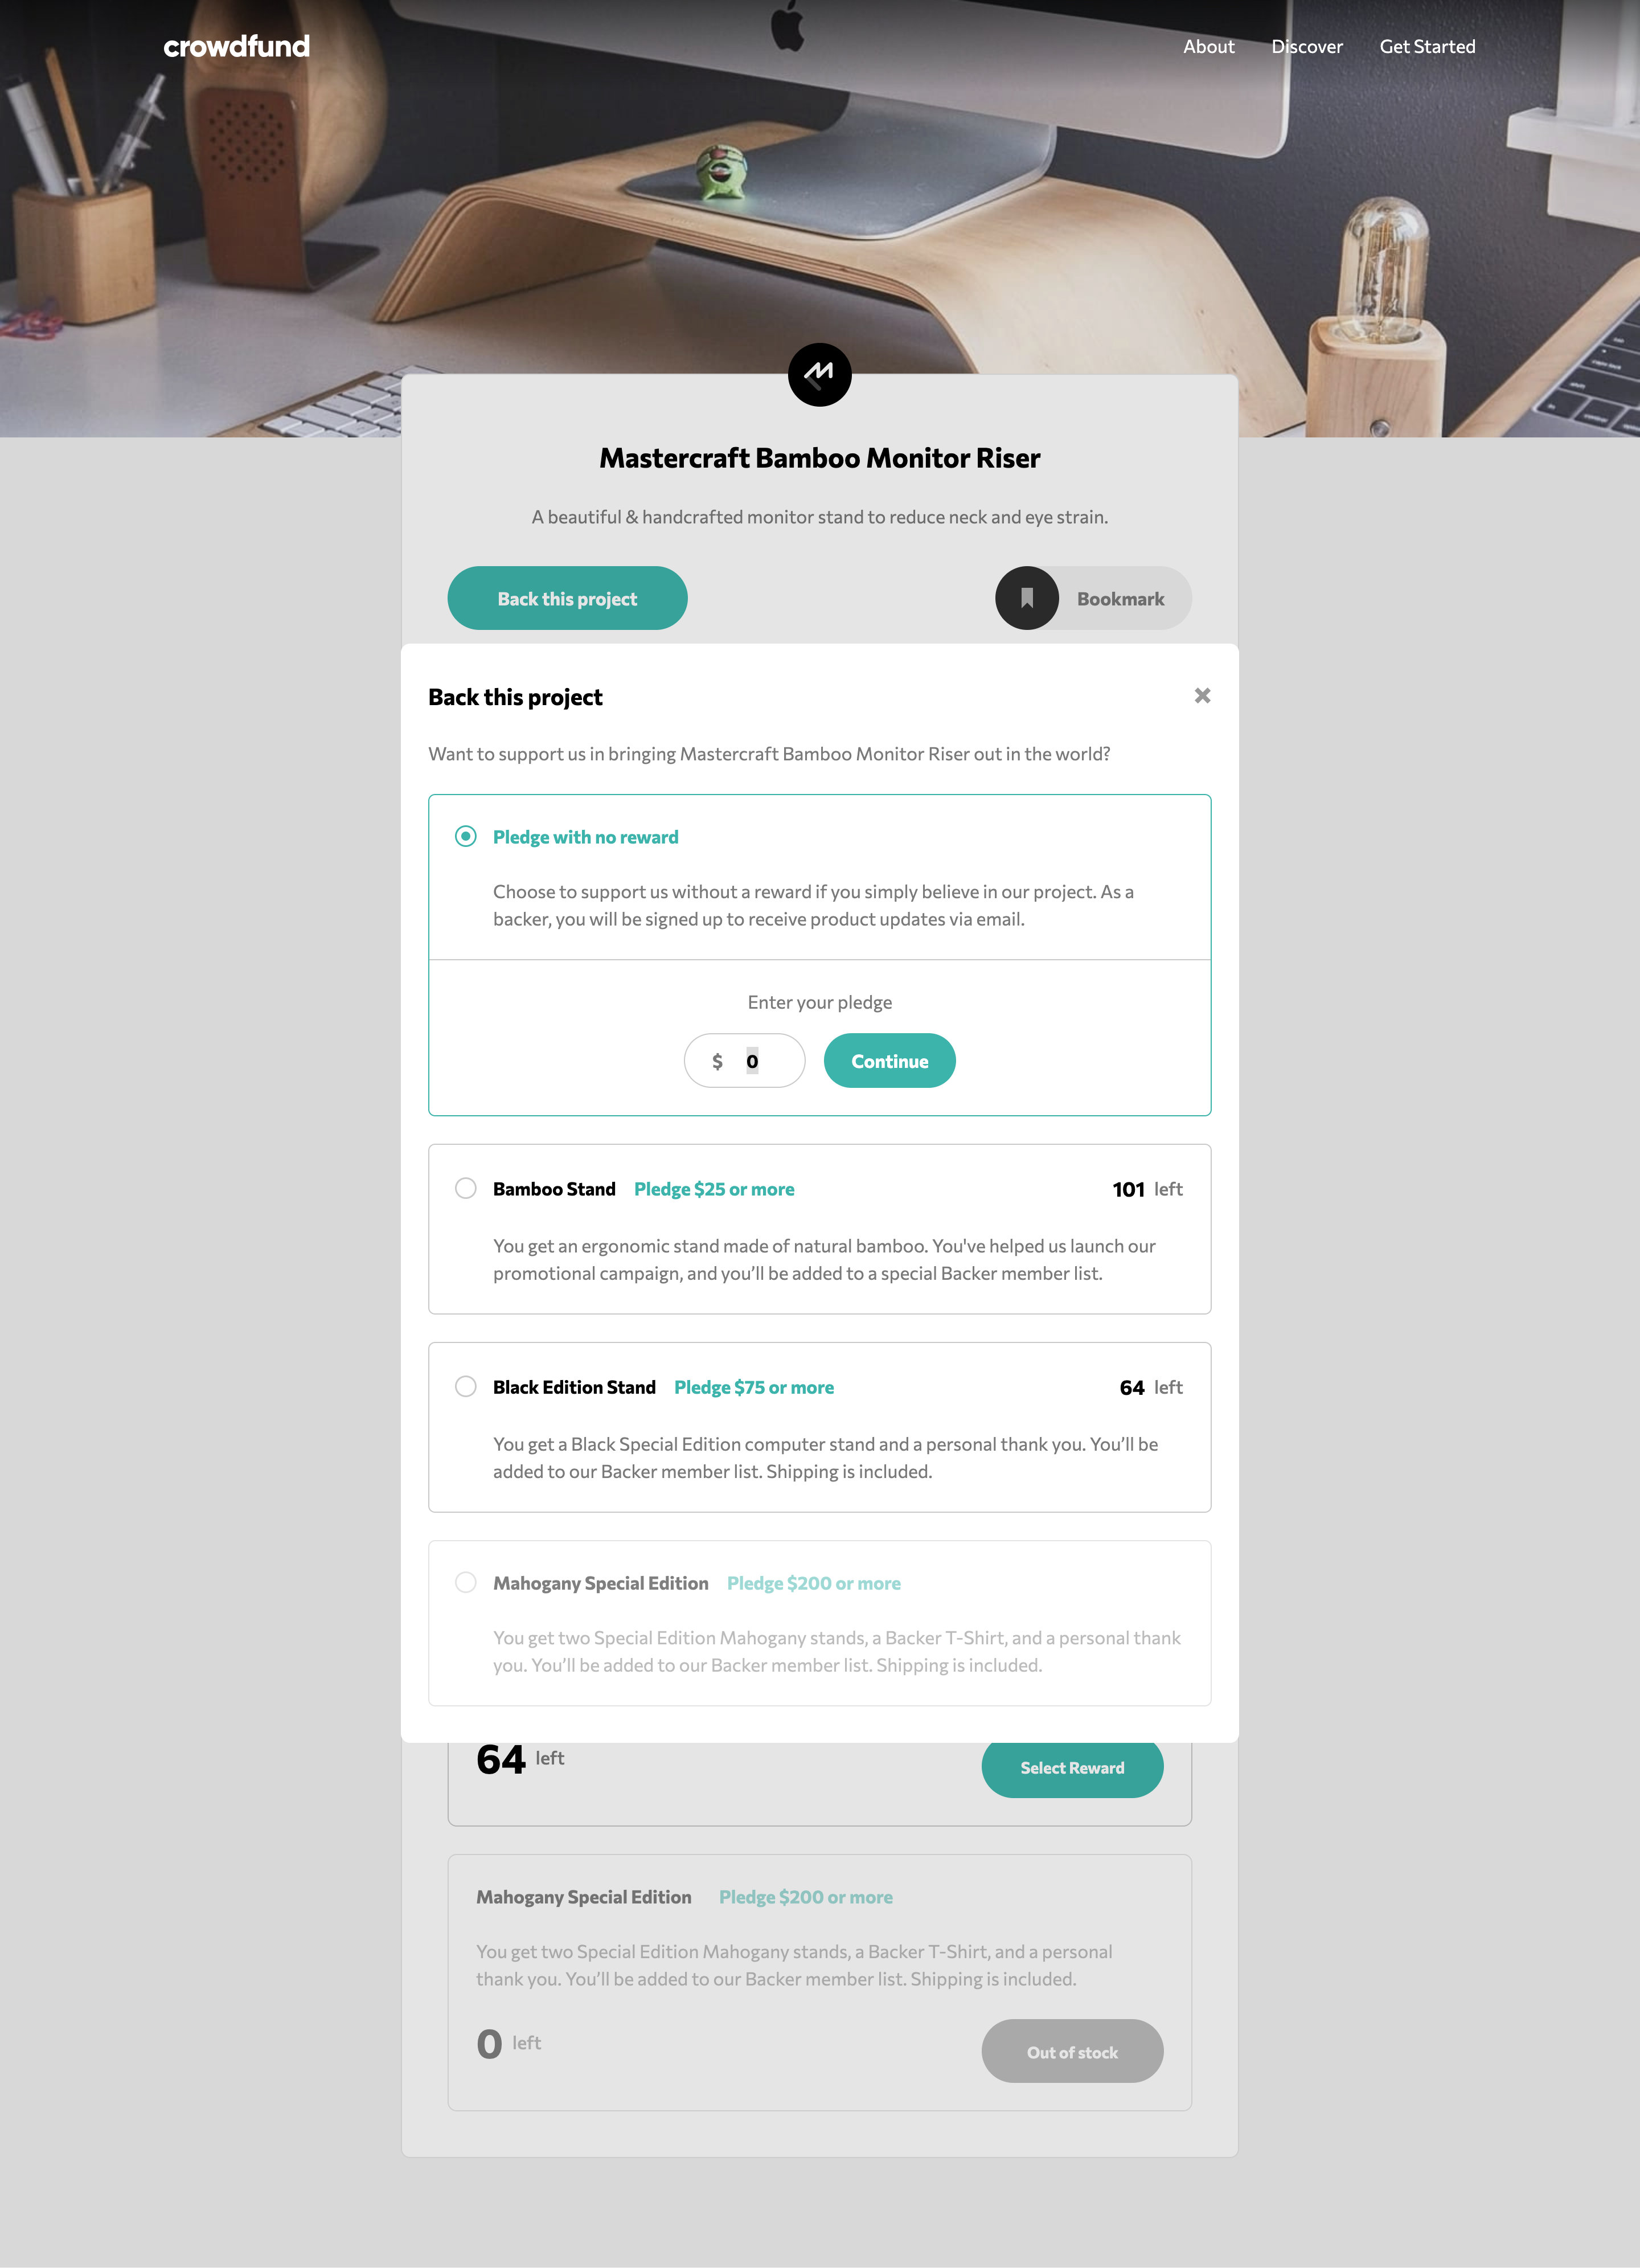 crowdfund
About Discover Get Started
Mastercraft Bamboo Monitor Riser
A beautiful & handcrafted monitor stand to reduce neck and eye strain.
Back this project
Bookmark
Back this project
Want to support us in bringing Mastercraft Bamboo Monitor Riser out in the world?
Pledge with no reward
Choose to support us without a reward if you simply believe in our project. As a
backer, you will be signed up to receive product updates via email.
Enter your pledge
$ 0
Continue
Bamboo Stand Pledge $25 or more 101 left
You get an ergonomic stand made of natural bamboo. You've helped us launch our
promotional campaign, and you’ll be added to a special Backer member list.
Black Edition Stand Pledge $75 or more 64 left
You get a Black Special Edition computer stand and a personal thank you. You’ll be
added to our Backer member list. Shipping is included.
Mahogany Special Edition Pledge $200 or more
You get two Special Edition Mahogany stands, a Backer T-Shirt, and a personal thank
you. You’ll be added to our Backer member list. Shipping is included.
64 left
Select Reward
Mahogany Special Edition Pledge $200 or more
You get two Special Edition Mahogany stands, a Backer T-Shirt, and a personal
thank you. You’ll be added to our Backer member list. Shipping is included.
0 left
Out of stock